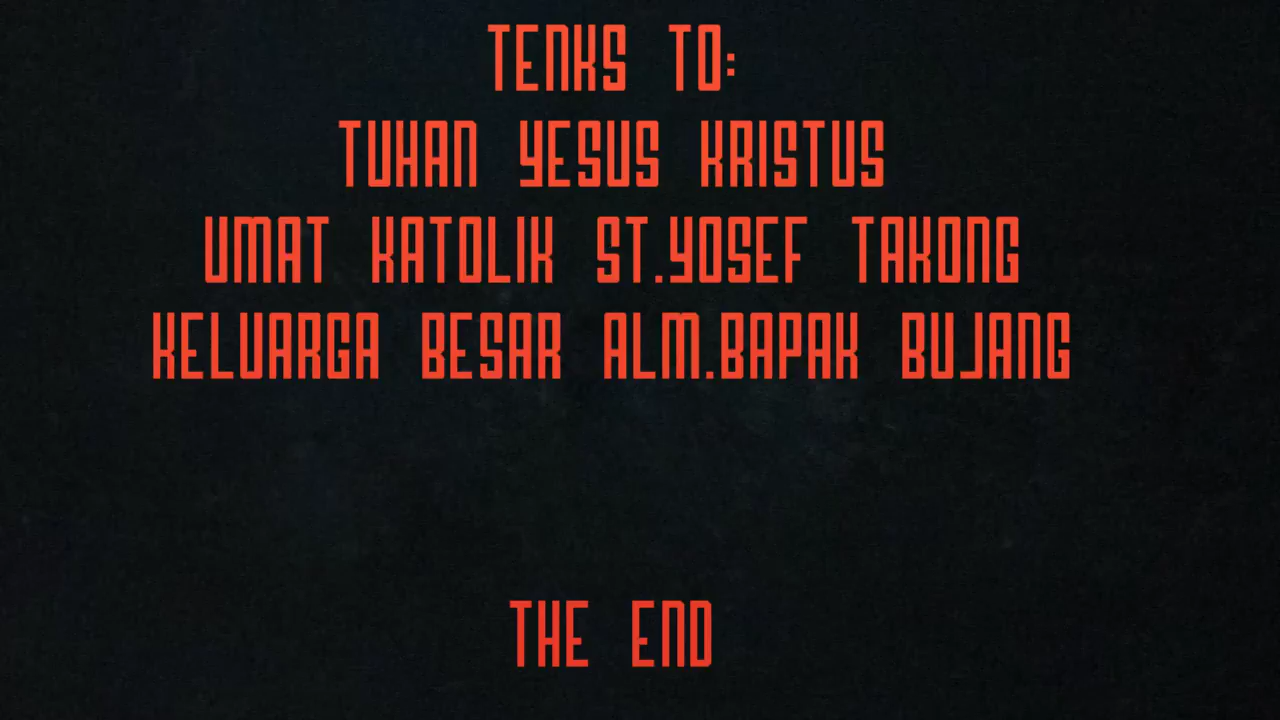 TENKS TO:
TUHAN YESUS KRISTUS
UMAT KATOLIK ST.YOSEF TAKONG
KELUARGA BESAR ALM.BAPAK BUJANG
THE END